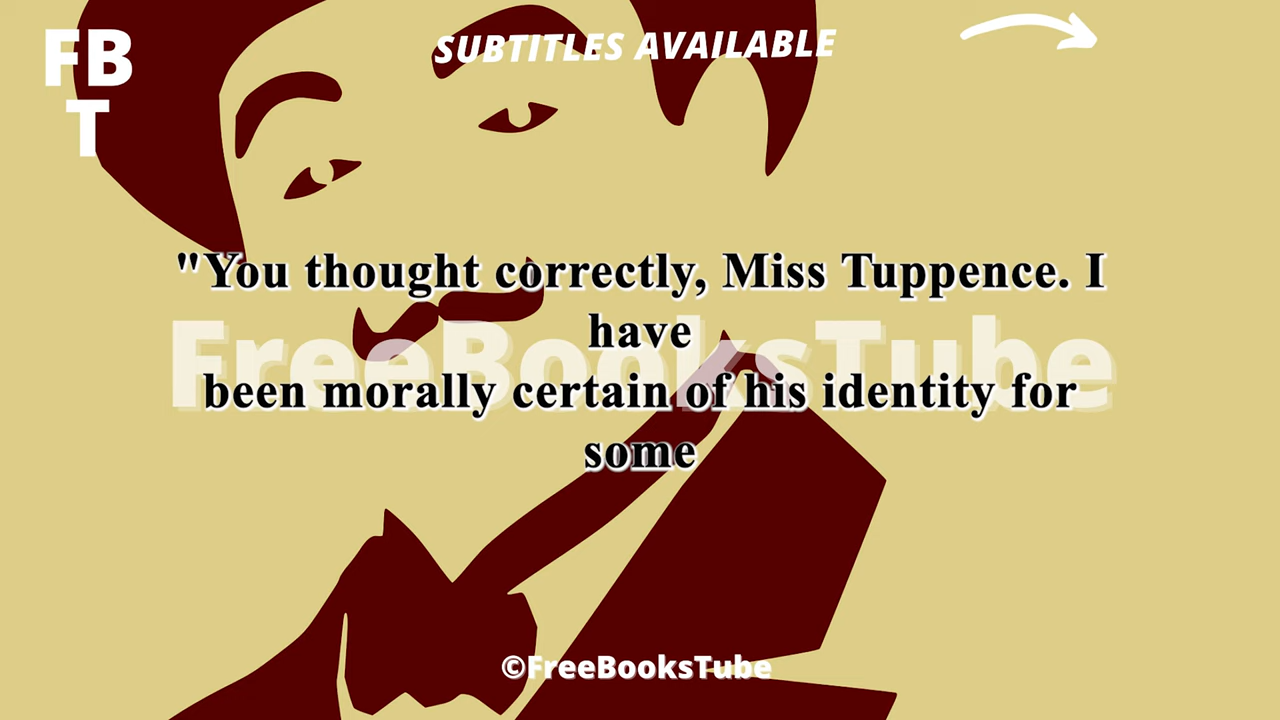 FB
T
SUBTITLES AVAILABLE
"You thought correctly, Miss Tuppence. I
have
been morally certain of his identity for
some
FreeBooksTube
©FreeBooksTube